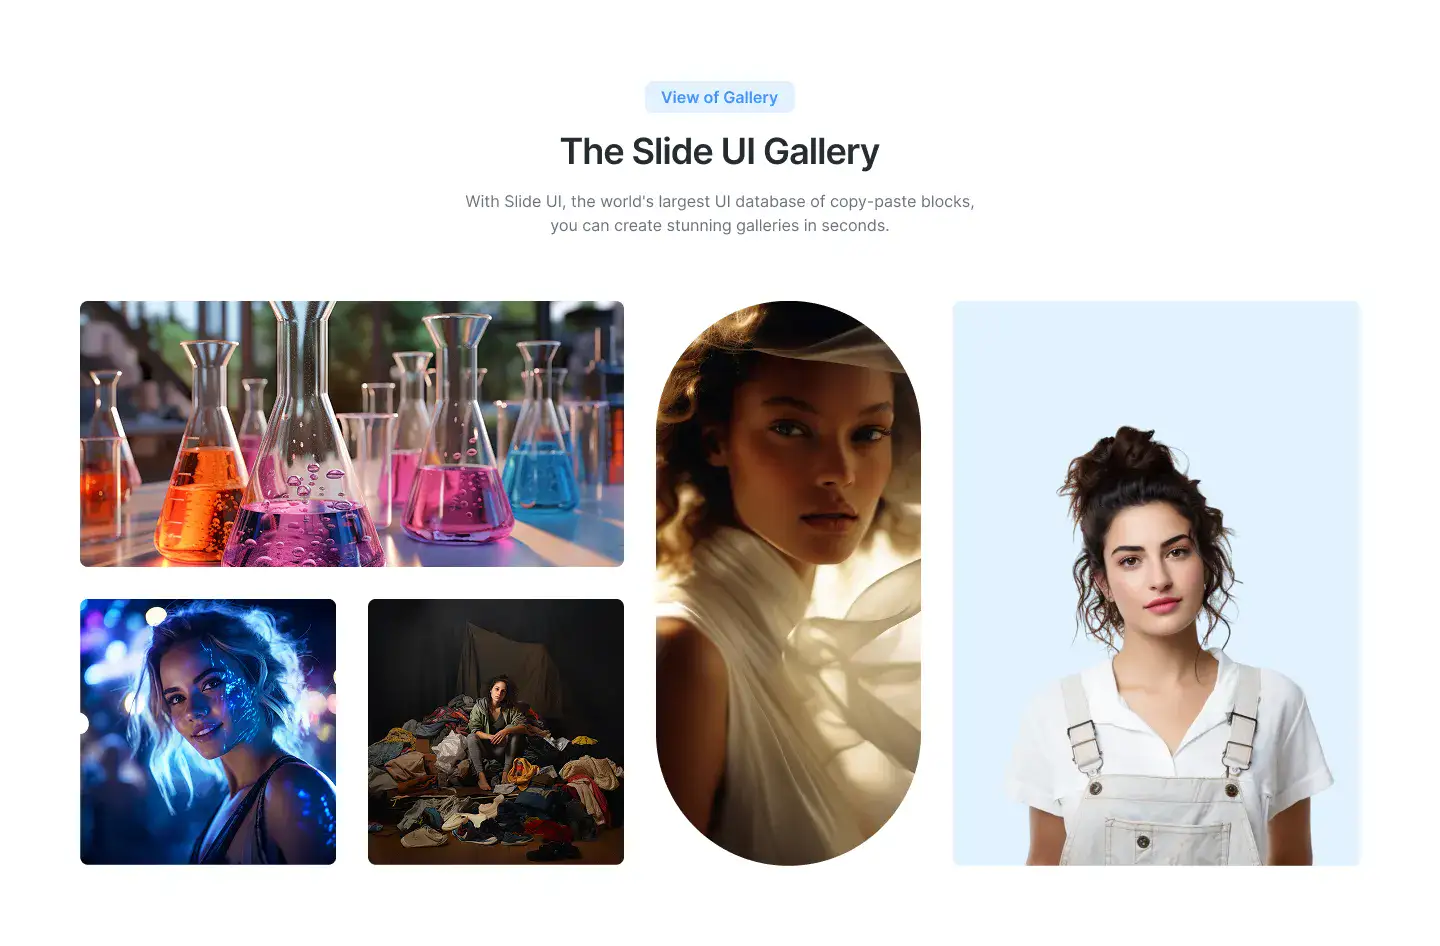 View of Gallery
The Slide UI Gallery
With Slide UI, the world's largest UI database of copy-paste blocks,
you can create stunning galleries in seconds.